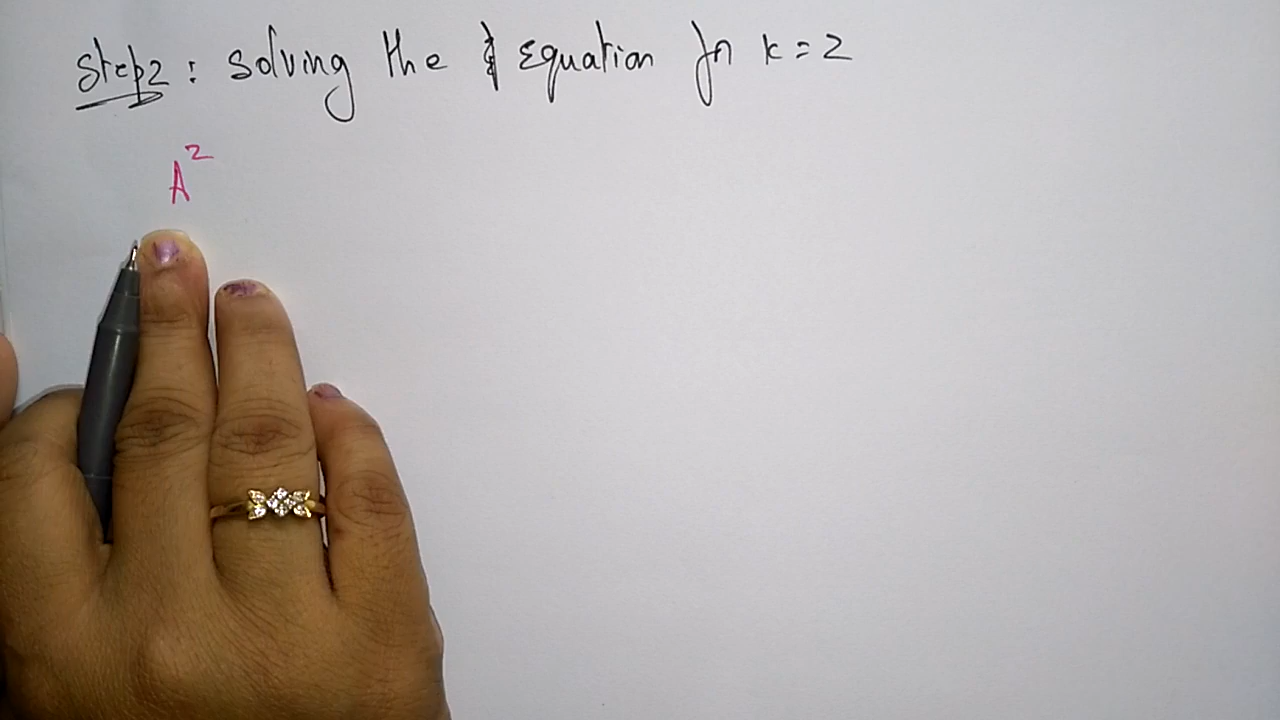 Step2 : solving the Equation for k = 2
A²